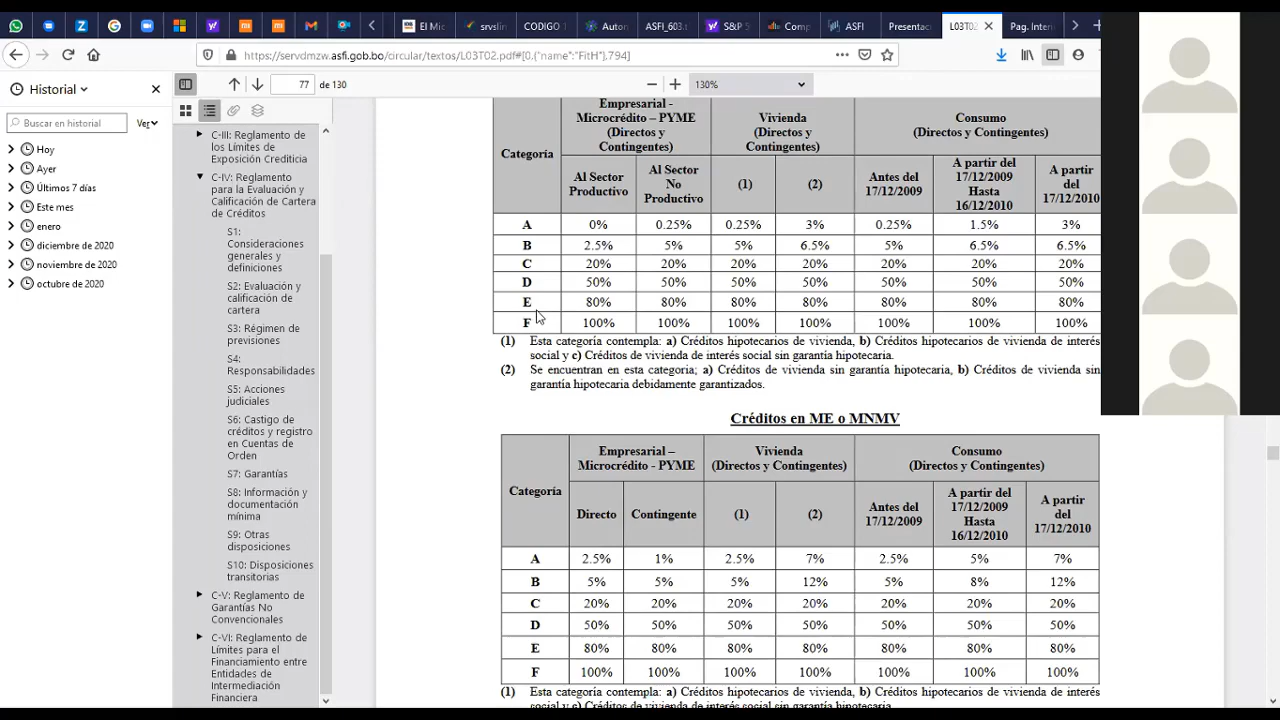 El Mic
srvslim
CODIGO
Auton
ASFI_603.
S&P
Comp
ASFI
Presentac
L03T02.p
Pag. Intern
https://servdmzw.asfi.gob.bo/circular/textos/L03T02.pdf#[0,{"name":"FitH"},794]
Historial
Buscar en historial
Ver
Hoy
Ayer
Últimos 7 días
Este mes
enero
diciembre de 2020
noviembre de 2020
octubre de 2020
77 de 130
130%
C-III: Reglamento de
los Límites de
Exposición Crediticia
C-IV: Reglamento
para la Evaluación y
Calificación de Cartera
de Créditos
S1:
Consideraciones
generales y
definiciones
S2: Evaluación y
calificación de
cartera
S3: Régimen de
previsiones
S4:
Responsabilidades
S5: Acciones
judiciales
S6: Castigo de
créditos y registro
en Cuentas de
Orden
S7: Garantías
S8: Información y
documentación
mínima
S9: Otras
disposiciones
S10: Disposiciones
transitorias
C-V: Reglamento de
Garantías No
Convencionales
C-VI: Reglamento de
Límites para el
Financiamiento entre
Entidades de
Intermediación
Financiera
Categoría
Empresarial -
Microcrédito – PYME
(Directos y
Contingentes)
Vivienda
(Directos y
Contingentes)
Consumo
(Directos y Contingentes)
Al Sector
Productivo
Al Sector
No
Productivo
(1)
(2)
Antes del
17/12/2009
A partir del
17/12/2009
Hasta
16/12/2010
A partir
del
17/12/2010
A 0% 0.25% 0.25% 3% 0.25% 1.5% 3%
B 2.5% 5% 5% 6.5% 5% 6.5% 6.5%
C 20% 20% 20% 20% 20% 20% 20%
D 50% 50% 50% 50% 50% 50% 50%
E 80% 80% 80% 80% 80% 80% 80%
F 100% 100% 100% 100% 100% 100% 100%
(1) Esta categoría contempla: a) Créditos hipotecarios de vivienda, b) Créditos hipotecarios de vivienda de interés
social y c) Créditos de vivienda de interés social sin garantía hipotecaria.
(2) Se encuentran en esta categoría; a) Créditos de vivienda sin garantía hipotecaria, b) Créditos de vivienda sin
garantía hipotecaria debidamente garantizados.
Créditos en ME o MNMV
Categoría
Empresarial –
Microcrédito - PYME
Vivienda
(Directos y Contingentes)
Consumo
(Directos y Contingentes)
Directo
Contingente
(1)
(2)
Antes del
17/12/2009
A partir del
17/12/2009
Hasta
16/12/2010
A partir
del
17/12/2010
A 2.5% 1% 2.5% 7% 2.5% 5% 7%
B 5% 5% 5% 12% 5% 8% 12%
C 20% 20% 20% 20% 20% 20% 20%
D 50% 50% 50% 50% 50% 50% 50%
E 80% 80% 80% 80% 80% 80% 80%
F 100% 100% 100% 100% 100% 100% 100%
(1) Esta categoría contempla: a) Créditos hipotecarios de vivienda, b) Créditos hipotecarios de vivienda de interés
social y c) Créditos de vivienda de interés social sin garantía hipotecaria.